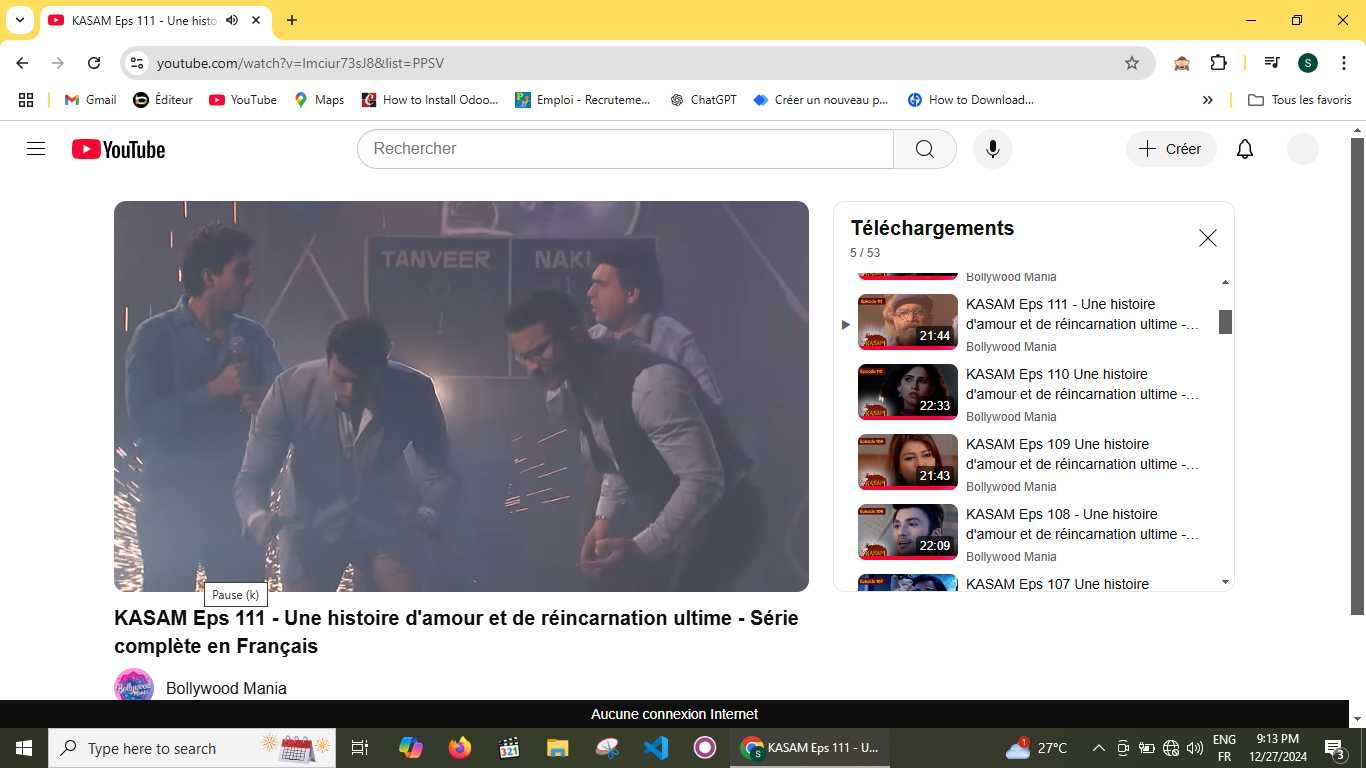 KASAM Eps 111 - Une histo
youtube.com/watch?v=Imciur73sJ8&list=PPSV
S
Gmail
Éditeur
YouTube
Maps
How to Install Odoo...
Emploi - Recruteme...
ChatGPT
Créer un nouveau p...
How to Download...
Tous les favoris
YouTube
Rechercher
Créer
TANVEER
Téléchargements
5 / 53
Bollywood Mania
KASAM Eps 111 - Une histoire
d'amour et de réincarnation ultime -...
21:44
Bollywood Mania
KASAM Eps 110 Une histoire
d'amour et de réincarnation ultime -...
22:33
Bollywood Mania
KASAM Eps 109 Une histoire
d'amour et de réincarnation ultime -...
21:43
Bollywood Mania
KASAM Eps 108 - Une histoire
d'amour et de réincarnation ultime -...
22:09
Bollywood Mania
KASAM Eps 107 Une histoire
Pause (k)
KASAM Eps 111 - Une histoire d'amour et de réincarnation ultime - Série
complète en Français
Bollywood Mania
Aucune connexion Internet
Type here to search
KASAM Eps 111 - U...
27°C
ENG
FR
9:13 PM
12/27/2024
3